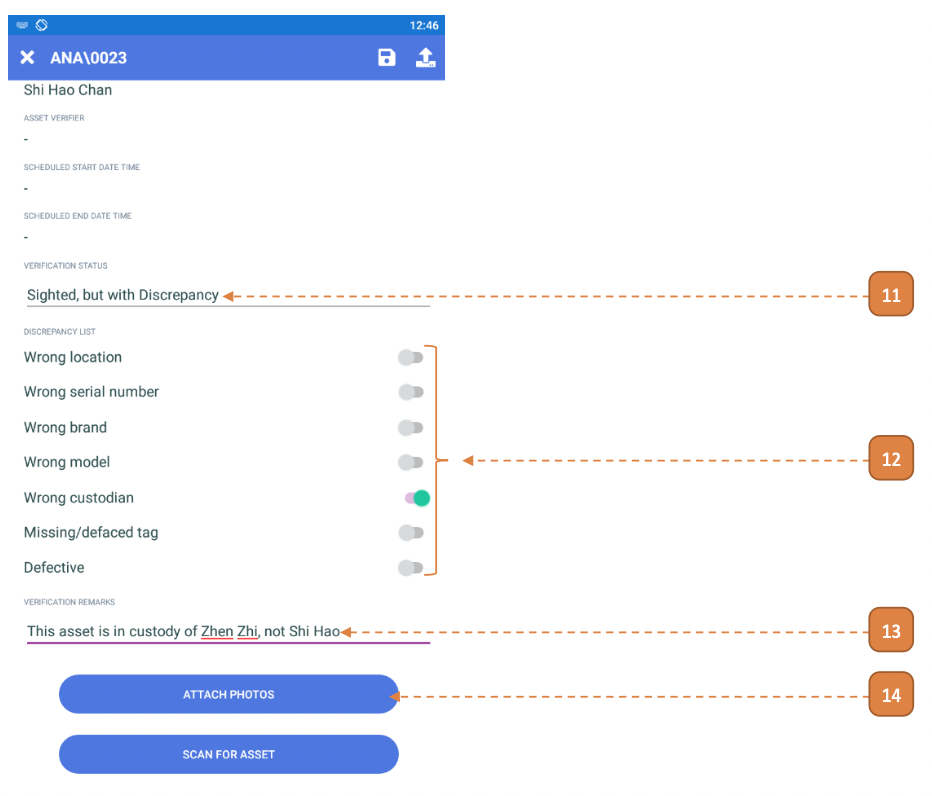 12:46
ANA\0023
Shi Hao Chan
ASSET VERIFIER
-
SCHEDULED START DATE TIME
-
SCHEDULED END DATE TIME
-
VERIFICATION STATUS
Sighted, but with Discrepancy
11
DISCREPANCY LIST
Wrong location
Wrong serial number
Wrong brand
Wrong model
12
Wrong custodian
Missing/defaced tag
Defective
VERIFICATION REMARKS
This asset is in custody of Zhen Zhi, not Shi Hao
13
ATTACH PHOTOS
14
SCAN FOR ASSET